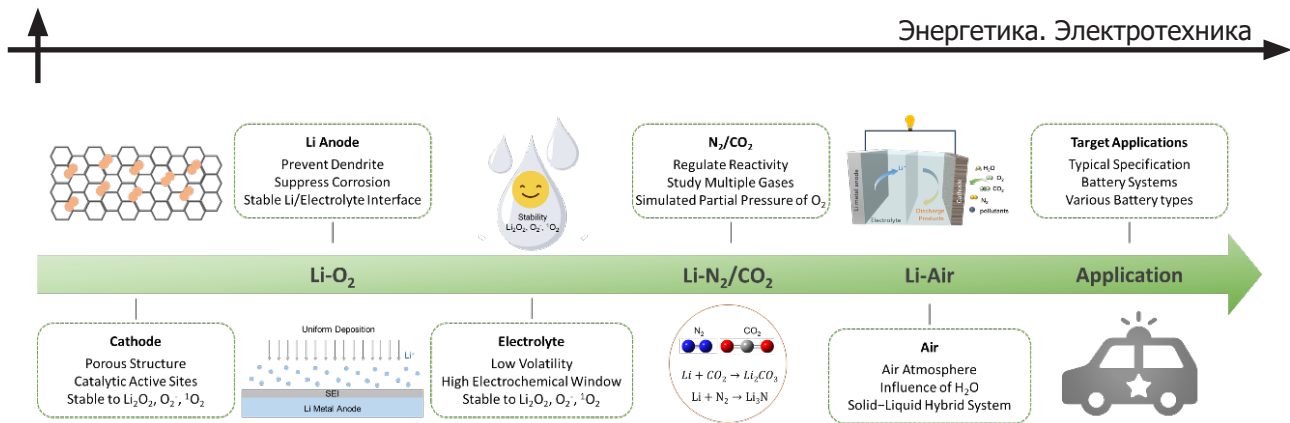 Энергетика. Электротехника
Li Anode
Prevent Dendrite
Suppress Corrosion
Stable Li/Electrolyte Interface
Stability
Li₂O₂, O₂⁻, ¹O₂
N₂/CO₂
Regulate Reactivity
Study Multiple Gases
Simulated Partial Pressure of O₂
Li metal anode
Li⁺
Electrolyte
Discharge
Products
Cathode
H₂O
O₂
CO₂
N₂
pollutants
Target Applications
Typical Specification
Battery Systems
Various Battery types
Li-O₂
Li-N₂/CO₂
Li-Air
Application
Cathode
Porous Structure
Catalytic Active Sites
Stable to Li₂O₂, O₂⁻, ¹O₂
Uniform Deposition
Li⁺
SEI
Li Metal Anode
Electrolyte
Low Volatility
High Electrochemical Window
Stable to Li₂O₂, O₂⁻, ¹O₂
N₂
CO₂
Li + CO₂ → Li₂CO₃
Li + N₂ → Li₃N
Air
Air Atmosphere
Influence of H₂O
Solid–Liquid Hybrid System